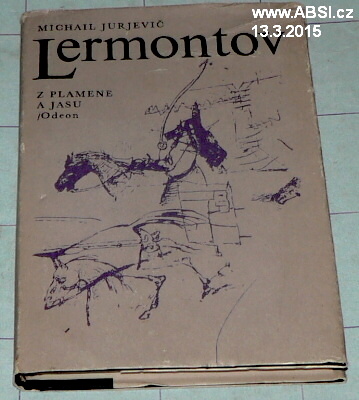 www.ABSI.cz
13.3.2015
MICHAIL JURJEVIČ
Lermontov
Z PLAMENE
A JASU
/Odeon